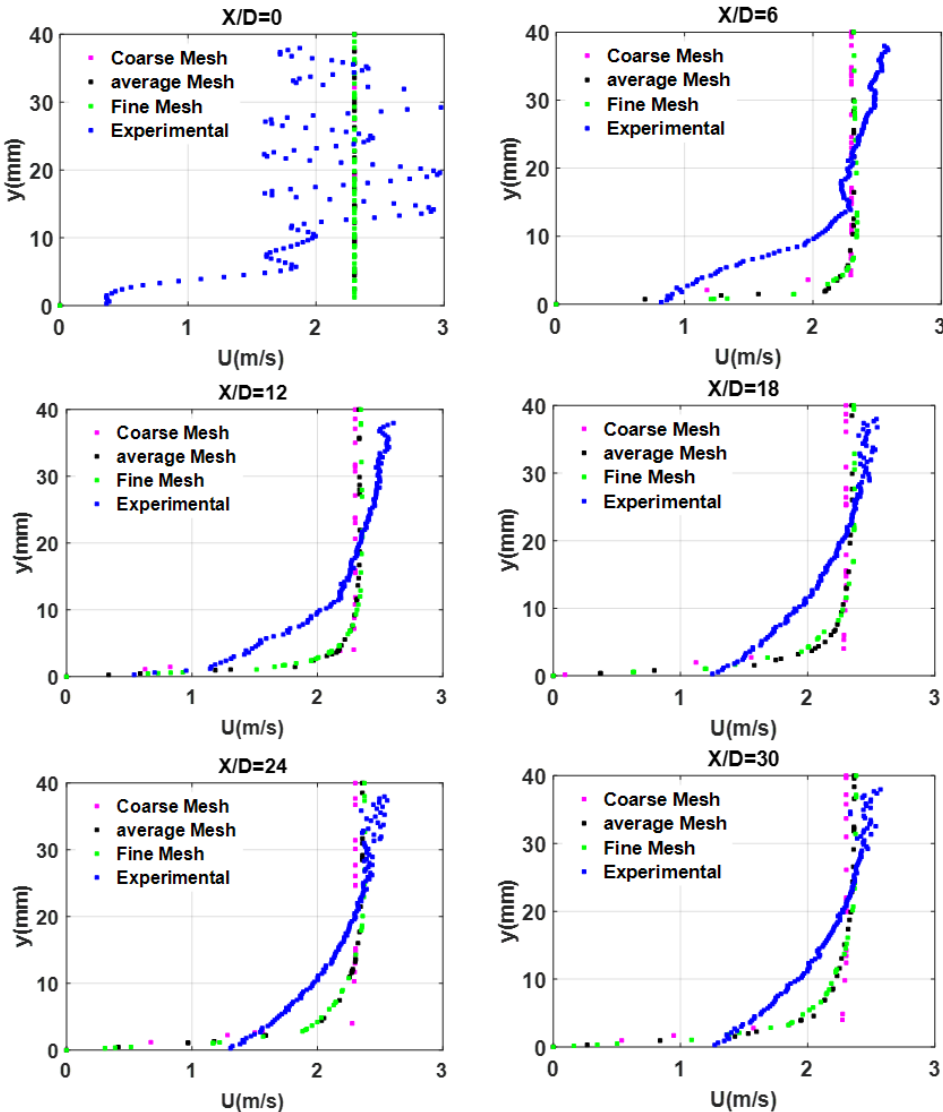 X/D=0
40
30
20
10
0
y(mm)
Coarse Mesh
average Mesh
Fine Mesh
Experimental
0
1
2
3
U(m/s)
X/D=6
40
30
20
10
0
y(mm)
Coarse Mesh
average Mesh
Fine Mesh
Experimental
0
1
2
3
U(m/s)
X/D=12
40
30
20
10
0
y(mm)
Coarse Mesh
average Mesh
Fine Mesh
Experimental
0
1
2
3
U(m/s)
X/D=18
40
30
20
10
0
y(mm)
Coarse Mesh
average Mesh
Fine Mesh
Experimental
0
1
2
3
U(m/s)
X/D=24
40
30
20
10
0
y(mm)
Coarse Mesh
average Mesh
Fine Mesh
Experimental
0
1
2
3
U(m/s)
X/D=30
40
30
20
10
0
y(mm)
Coarse Mesh
average Mesh
Fine Mesh
Experimental
0
1
2
3
U(m/s)